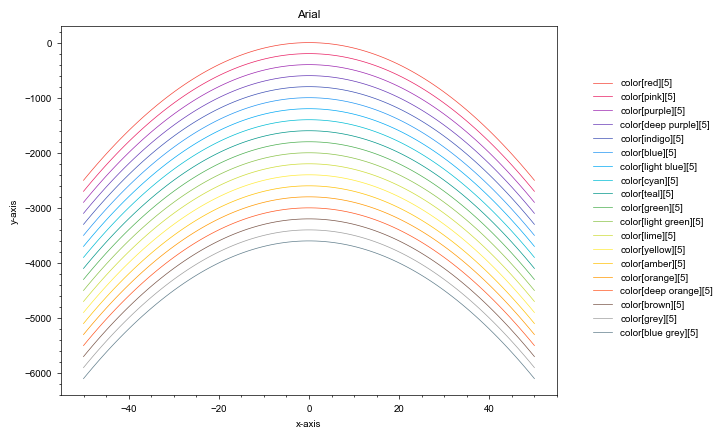 Arial
0
−1000
−2000
−3000
−4000
−5000
−6000
y-axis
−40
−20
0
20
40
x-axis
color[red][5]
color[pink][5]
color[purple][5]
color[deep purple][5]
color[indigo][5]
color[blue][5]
color[light blue][5]
color[cyan][5]
color[teal][5]
color[green][5]
color[light green][5]
color[lime][5]
color[yellow][5]
color[amber][5]
color[orange][5]
color[deep orange][5]
color[brown][5]
color[grey][5]
color[blue grey][5]